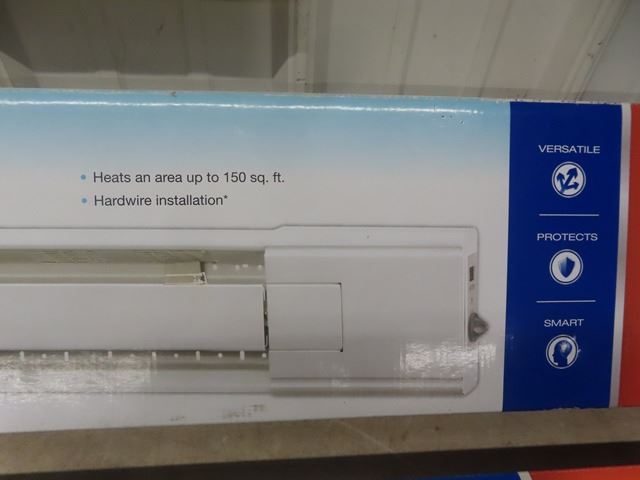 • Heats an area up to 150 sq. ft.
• Hardwire installation*
VERSATILE
PROTECTS
SMART